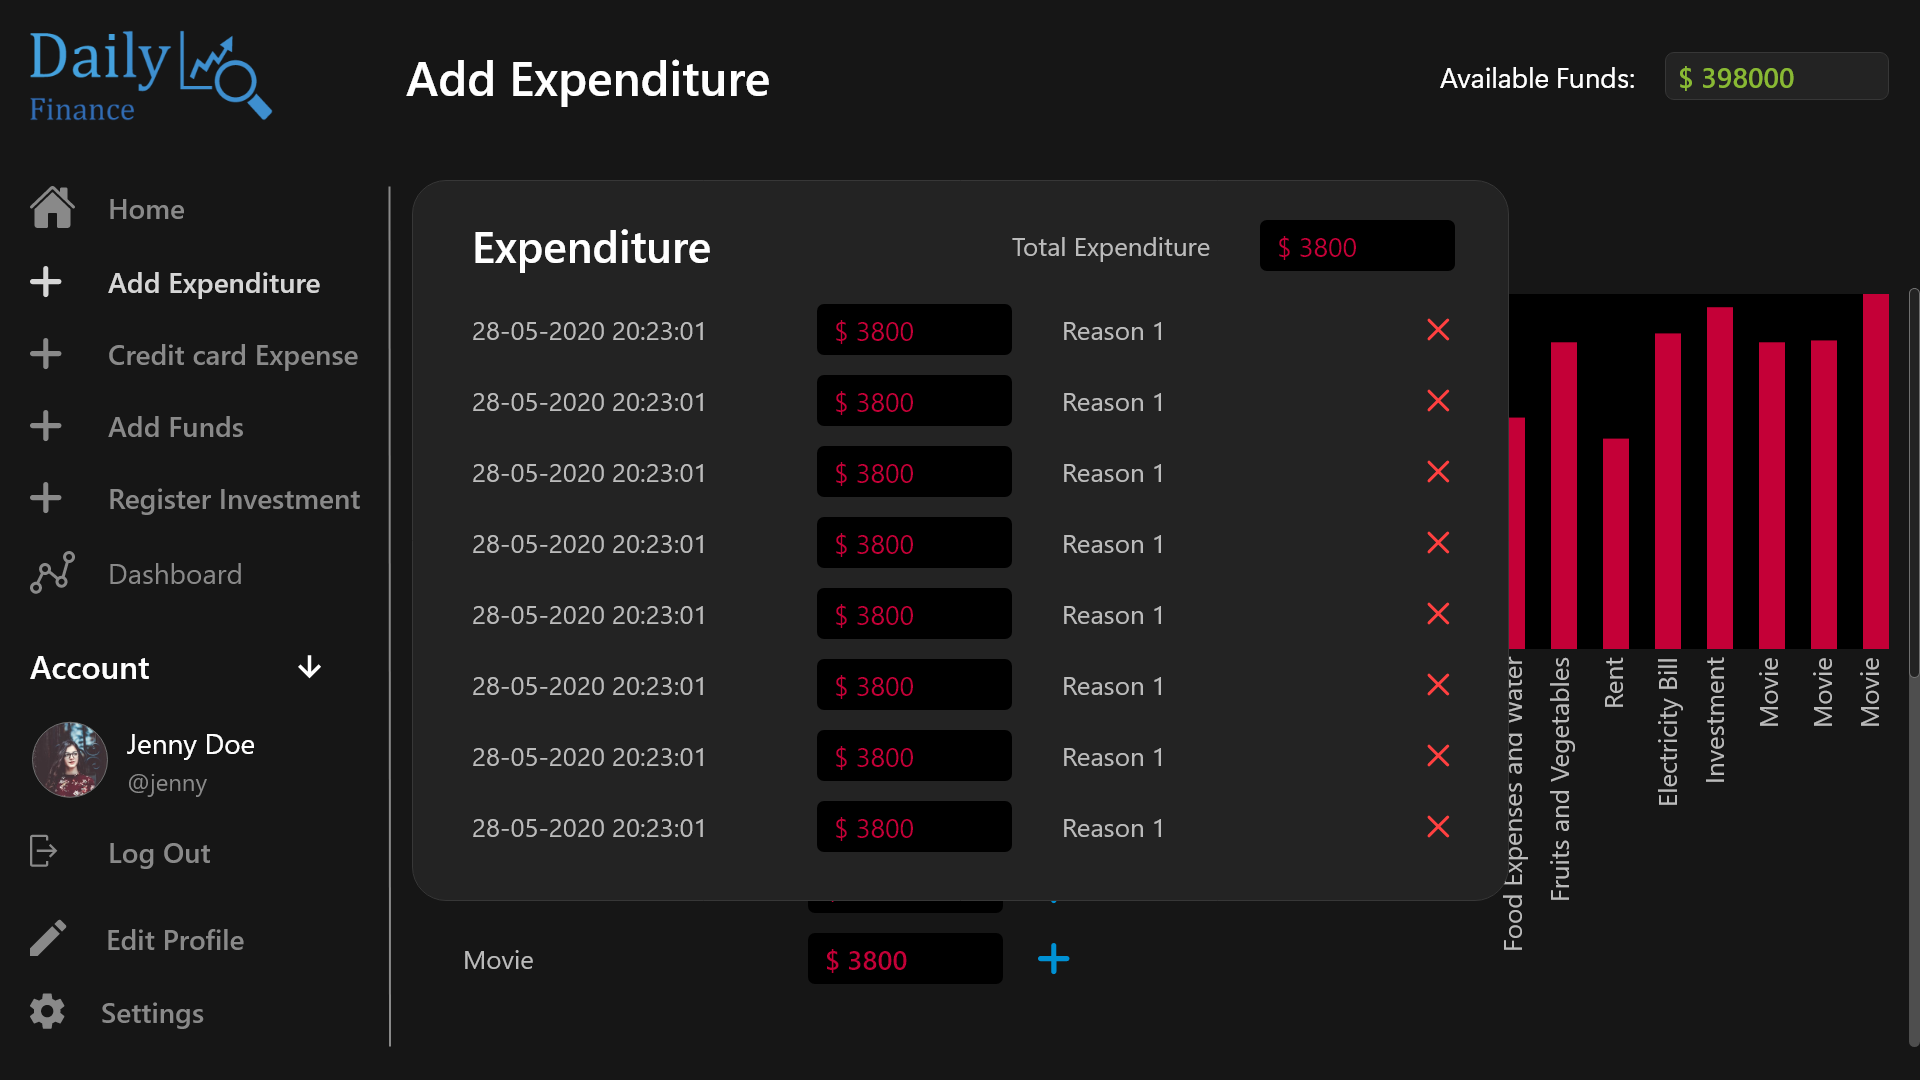 Daily
Finance
Add Expenditure
Available Funds:
$ 398000
Home
Add Expenditure
Credit card Expense
Add Funds
Register Investment
Dashboard
Account
Jenny Doe
@jenny
Log Out
Edit Profile
Settings
Expenditure
Total Expenditure
$ 3800
28-05-2020 20:23:01 $ 3800 Reason 1
28-05-2020 20:23:01 $ 3800 Reason 1
28-05-2020 20:23:01 $ 3800 Reason 1
28-05-2020 20:23:01 $ 3800 Reason 1
28-05-2020 20:23:01 $ 3800 Reason 1
28-05-2020 20:23:01 $ 3800 Reason 1
28-05-2020 20:23:01 $ 3800 Reason 1
28-05-2020 20:23:01 $ 3800 Reason 1
Movie $ 3800
Food Expenses and water
Fruits and Vegetables
Rent
Electricity Bill
Investment
Movie
Movie
Movie